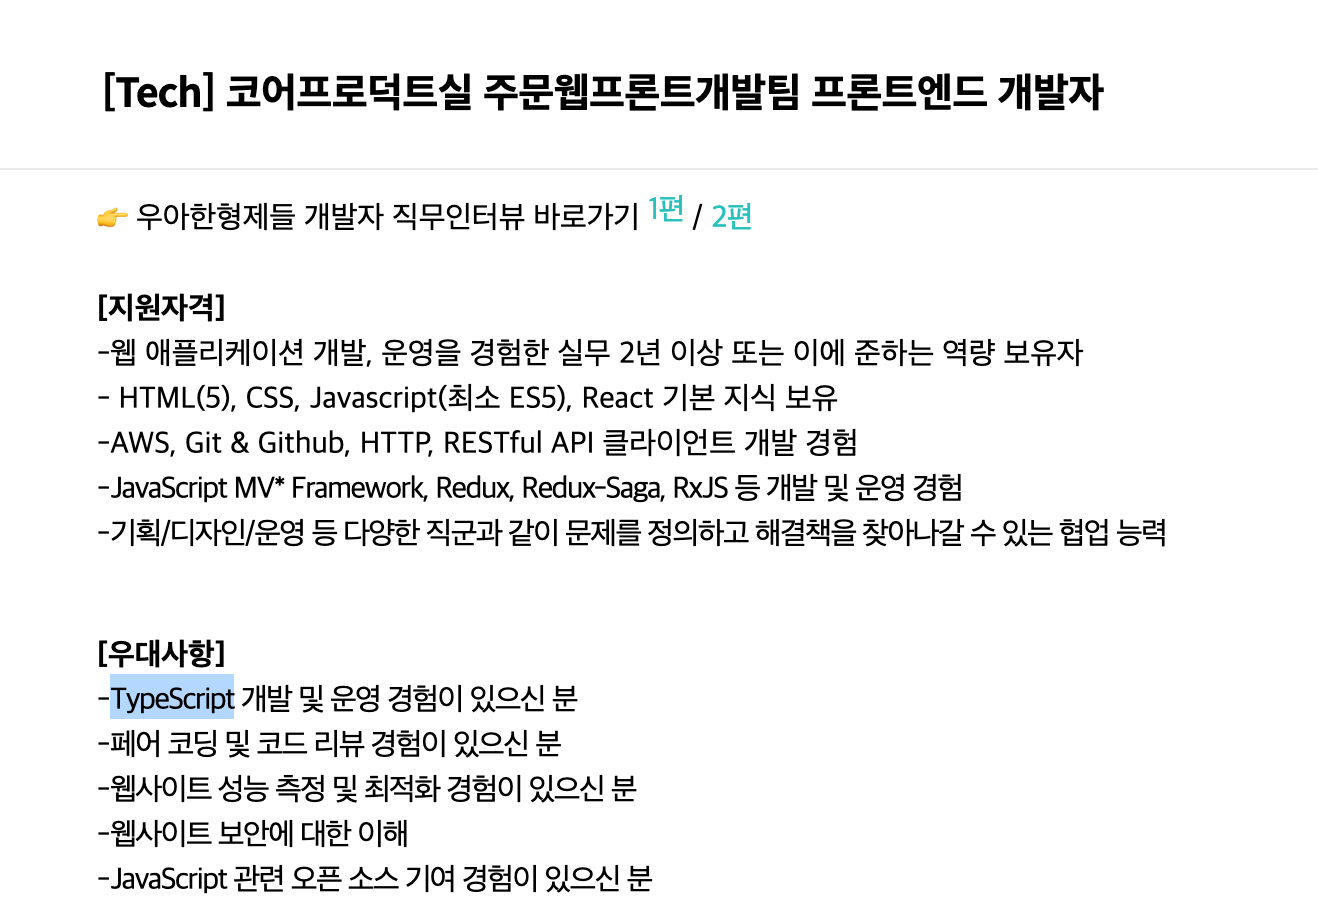 [Tech] 코어프로덕트실 주문웹프론트개발팀 프론트엔드 개발자
👉 우아한형제들 개발자 직무인터뷰 바로가기 1편 / 2편
[지원자격]
-웹 애플리케이션 개발, 운영을 경험한 실무 2년 이상 또는 이에 준하는 역량 보유자
- HTML(5), CSS, Javascript(최소 ES5), React 기본 지식 보유
-AWS, Git & Github, HTTP, RESTful API 클라이언트 개발 경험
-JavaScript MV* Framework, Redux, Redux-Saga, RxJS 등 개발 및 운영 경험
-기획/디자인/운영 등 다양한 직군과 같이 문제를 정의하고 해결책을 찾아나갈 수 있는 협업 능력
[우대사항]
-TypeScript 개발 및 운영 경험이 있으신 분
-페어 코딩 및 코드 리뷰 경험이 있으신 분
-웹사이트 성능 측정 및 최적화 경험이 있으신 분
-웹사이트 보안에 대한 이해
-JavaScript 관련 오픈 소스 기여 경험이 있으신 분